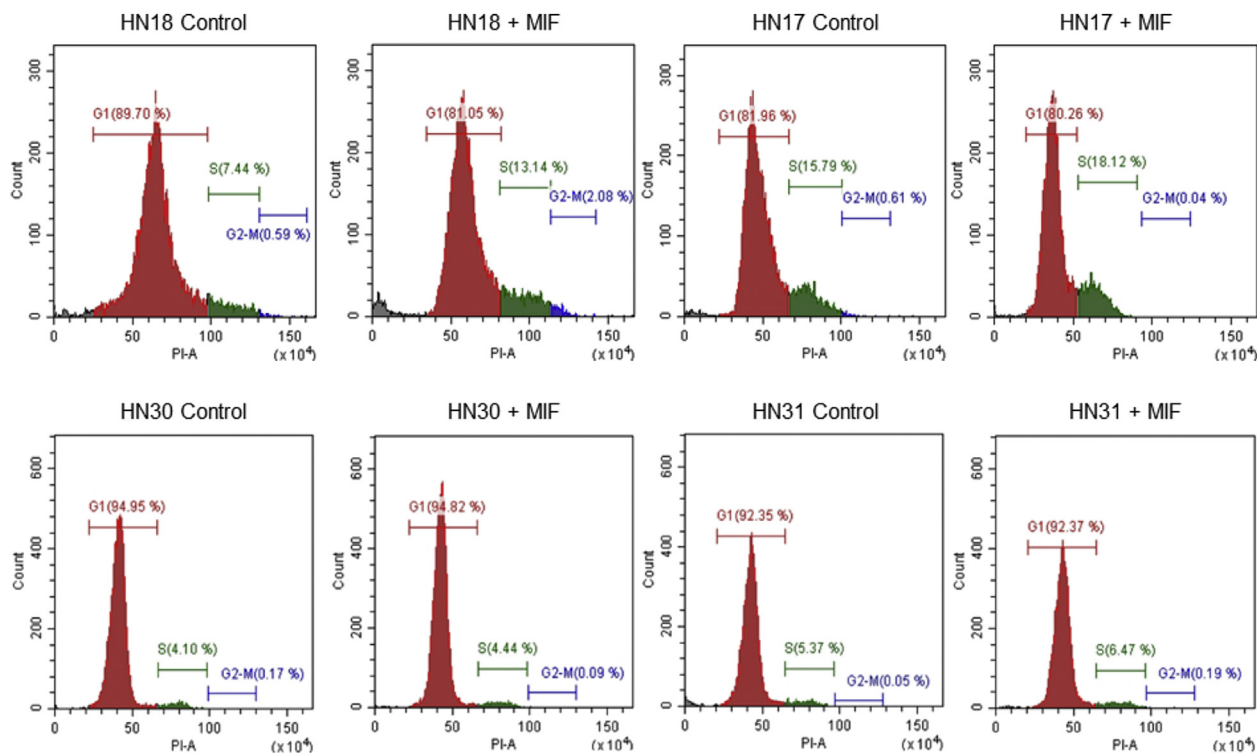 HN18 Control
HN18 + MIF
HN17 Control
HN17 + MIF
300
200
100
0
Count
G1(89.70 %)
S(7.44 %)
G2-M(0.59 %)
0 50 100 150
PI-A
(x 10⁴)
300
200
100
0
Count
G1(81.05 %)
S(13.14 %)
G2-M(2.08 %)
0 50 100 150
PI-A
(x 10⁴)
300
200
100
0
Count
G1(81.96 %)
S(15.79 %)
G2-M(0.61 %)
0 50 100 150
PI-A
(x 10⁴)
300
200
100
0
Count
G1(80.26 %)
S(18.12 %)
G2-M(0.04 %)
0 50 100 150
PI-A
(x 10⁴)
HN30 Control
HN30 + MIF
HN31 Control
HN31 + MIF
600
400
200
0
Count
G1(94.95 %)
S(4.10 %)
G2-M(0.17 %)
0 50 100 150
PI-A
(x 10⁴)
600
400
200
0
Count
G1(94.82 %)
S(4.44 %)
G2-M(0.09 %)
0 50 100 150
PI-A
(x 10⁴)
600
400
200
0
Count
G1(92.35 %)
S(5.37 %)
G2-M(0.05 %)
0 50 100 150
PI-A
(x 10⁴)
600
400
200
0
Count
G1(92.37 %)
S(6.47 %)
G2-M(0.19 %)
0 50 100 150
PI-A
(x 10⁴)